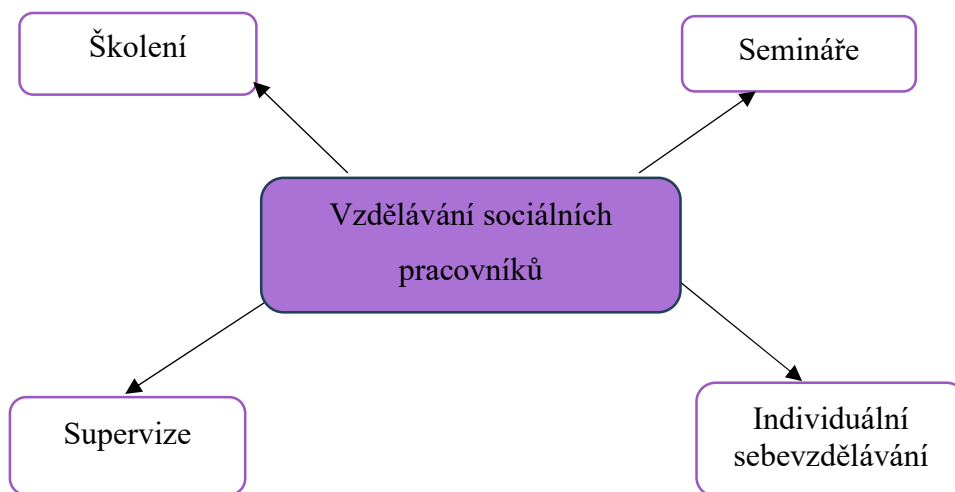 Školení
Semináře
Vzdělávání sociálních
pracovníků
Supervize
Individuální
sebevzdělávání